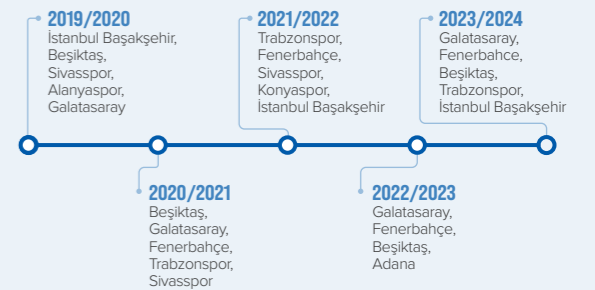 2019/2020
İstanbul Başakşehir,
Beşiktaş,
Sivasspor,
Alanyaspor,
Galatasaray
2020/2021
Beşiktaş,
Galatasaray,
Fenerbahçe,
Trabzonspor,
Sivasspor
2021/2022
Trabzonspor,
Fenerbahçe,
Sivasspor,
Konyaspor,
İstanbul Başakşehir
2022/2023
Galatasaray,
Fenerbahçe,
Beşiktaş,
Adana
2023/2024
Galatasaray,
Fenerbahce,
Beşiktaş,
Trabzonspor,
İstanbul Başakşehir